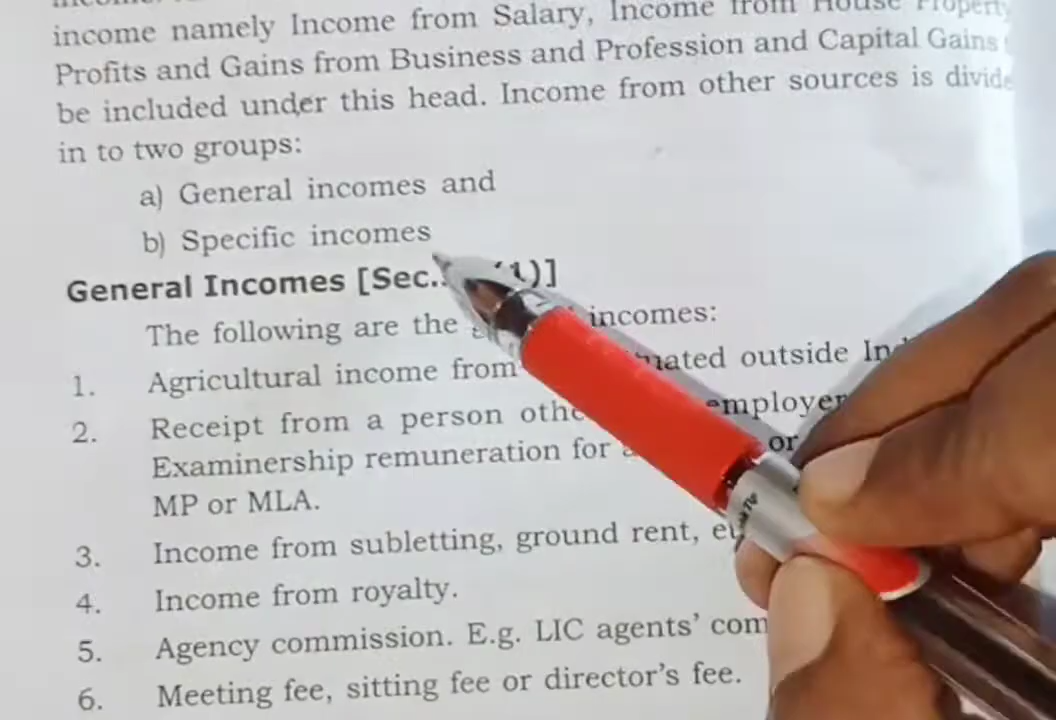 income namely Income from Salary, Income from House Property
Profits and Gains from Business and Profession and Capital Gains
be included under this head. Income from other sources is divide
in to two groups:
a) General incomes and
b) Specific incomes
General Incomes [Sec. (1)]
The following are the incomes:
1. Agricultural income from outside
2. Receipt from a person employer
Examinership remuneration for or
MP or MLA.
3. Income from subletting, ground rent,
4. Income from royalty.
5. Agency commission. E.g. LIC agents'
6. Meeting fee, sitting fee or director's fee.